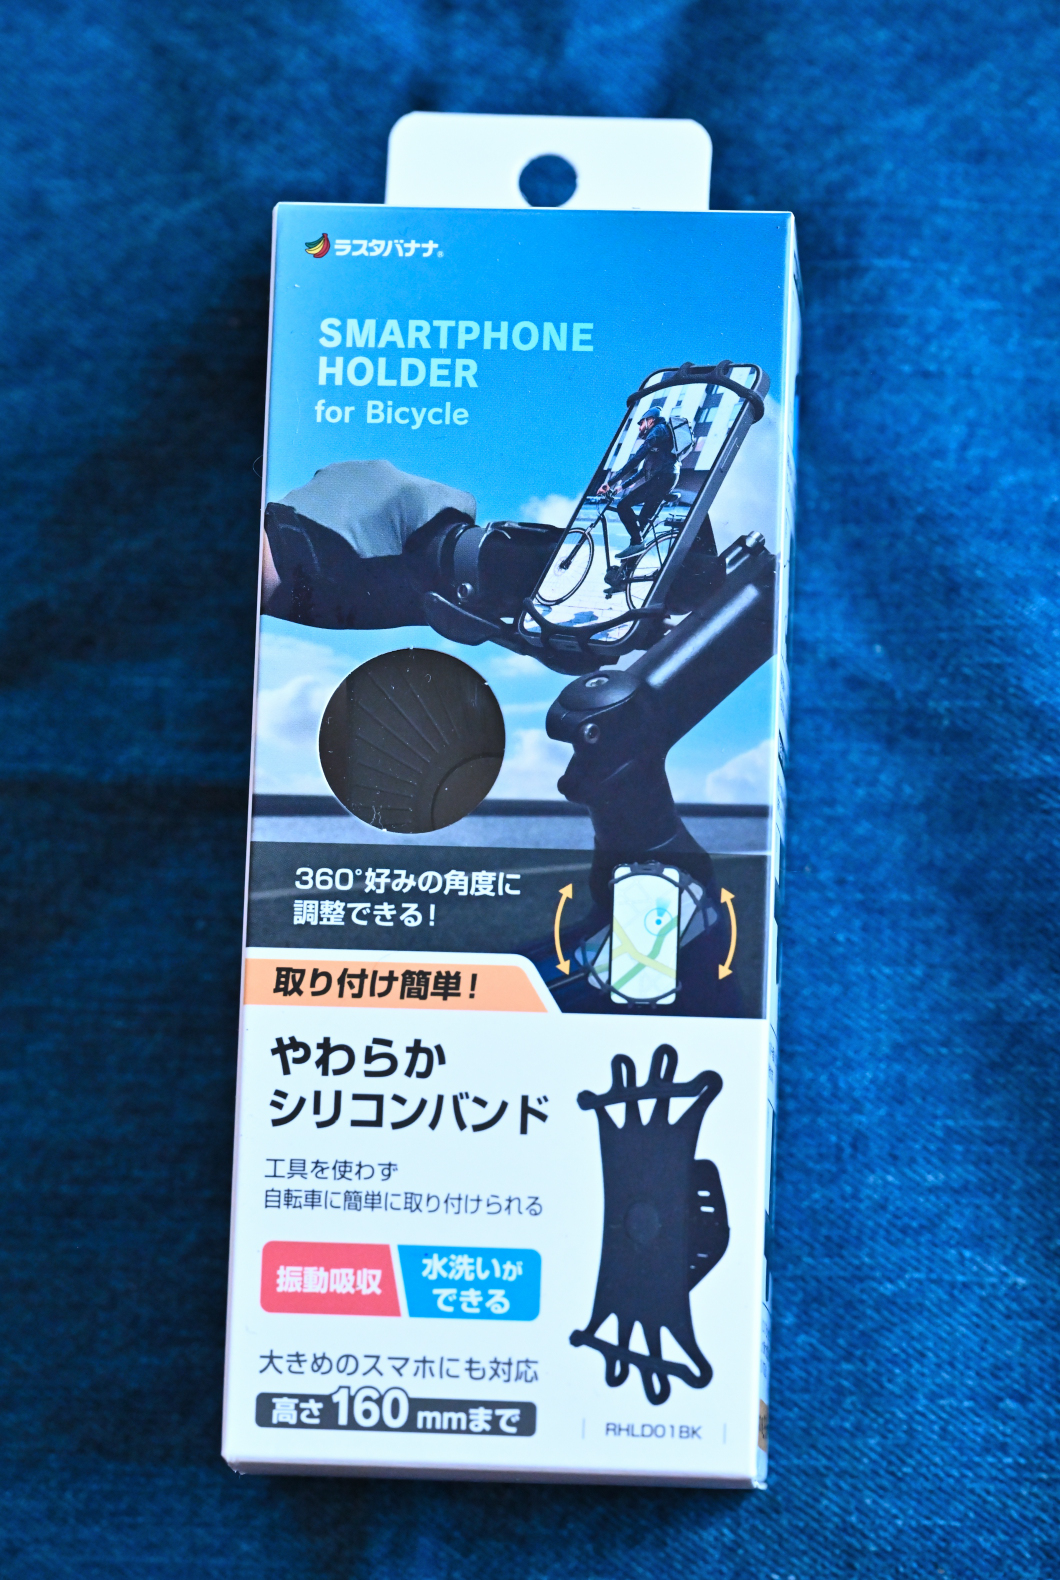 ラスタバナナ®
SMARTPHONE
HOLDER
for Bicycle
360°好みの角度に
調整できる!
取り付け簡単!
やわらか
シリコンバンド
工具を使わず
自転車に簡単に取り付けられる
振動吸収
水洗いが
できる
大きめのスマホにも対応
高さ160mmまで
RHLD01BK